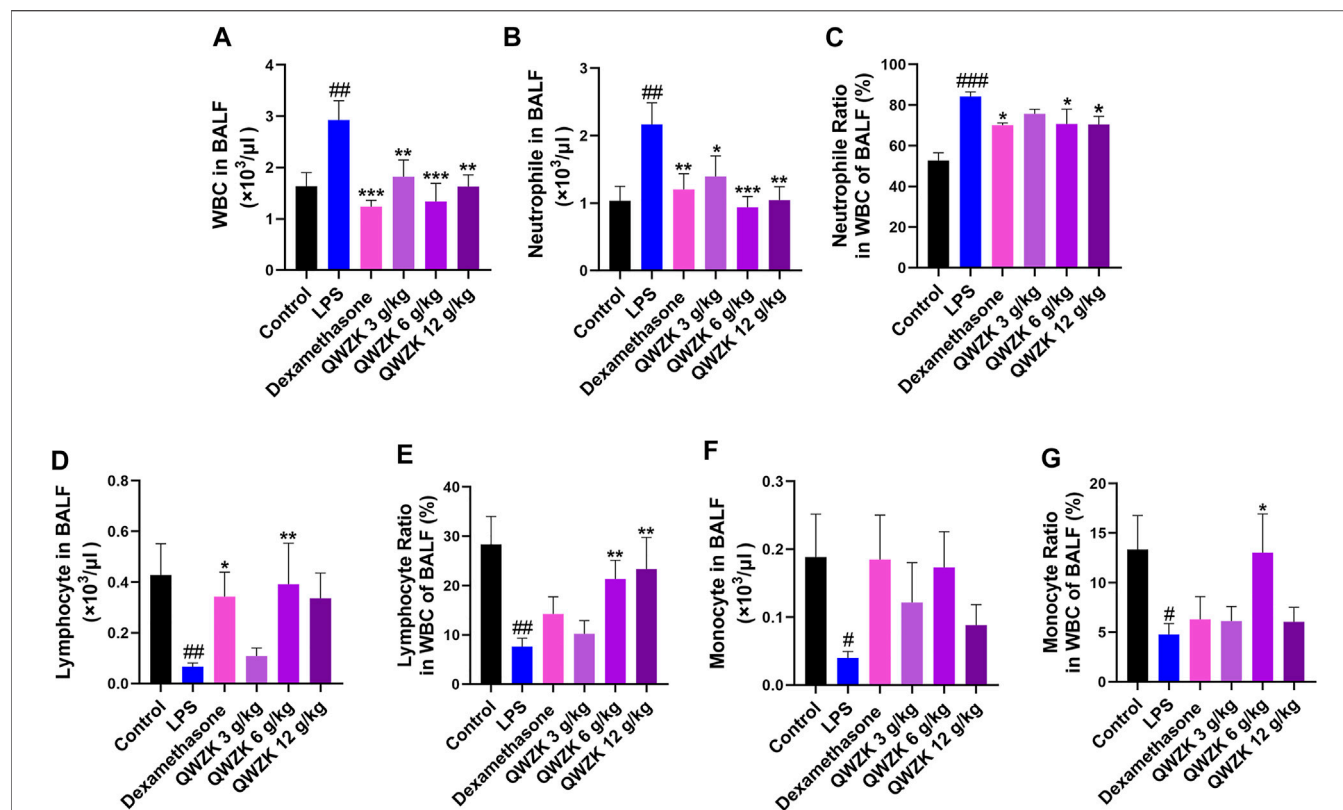 A
WBC in BALF
(×10³/μl )
4
3
2
1
0
##
***
**
***
**
Control
LPS
Dexamethasone
QWZK 3 g/kg
QWZK 6 g/kg
QWZK 12 g/kg
B
Neutrophile in BALF
(×10³/μl )
3
2
1
0
##
**
*
***
**
Control
LPS
Dexamethasone
QWZK 3 g/kg
QWZK 6 g/kg
QWZK 12 g/kg
C
Neutrophile Ratio
in WBC of BALF (%)
100
80
60
40
20
0
###
*
*
*
Control
LPS
Dexamethasone
QWZK 3 g/kg
QWZK 6 g/kg
QWZK 12 g/kg
D
Lymphocyte in BALF
(×10³/μl )
0.8
0.6
0.4
0.2
0.0
##
*
**
Control
LPS
Dexamethasone
QWZK 3 g/kg
QWZK 6 g/kg
QWZK 12 g/kg
E
Lymphocyte Ratio
in WBC of BALF (%)
40
30
20
10
0
##
**
**
Control
LPS
Dexamethasone
QWZK 3 g/kg
QWZK 6 g/kg
QWZK 12 g/kg
F
Monocyte in BALF
(×10³/μl )
0.3
0.2
0.1
0.0
#
Control
LPS
Dexamethasone
QWZK 3 g/kg
QWZK 6 g/kg
QWZK 12 g/kg
G
Monocyte Ratio
in WBC of BALF (%)
20
15
10
5
0
#
*
Control
LPS
Dexamethasone
QWZK 3 g/kg
QWZK 6 g/kg
QWZK 12 g/kg